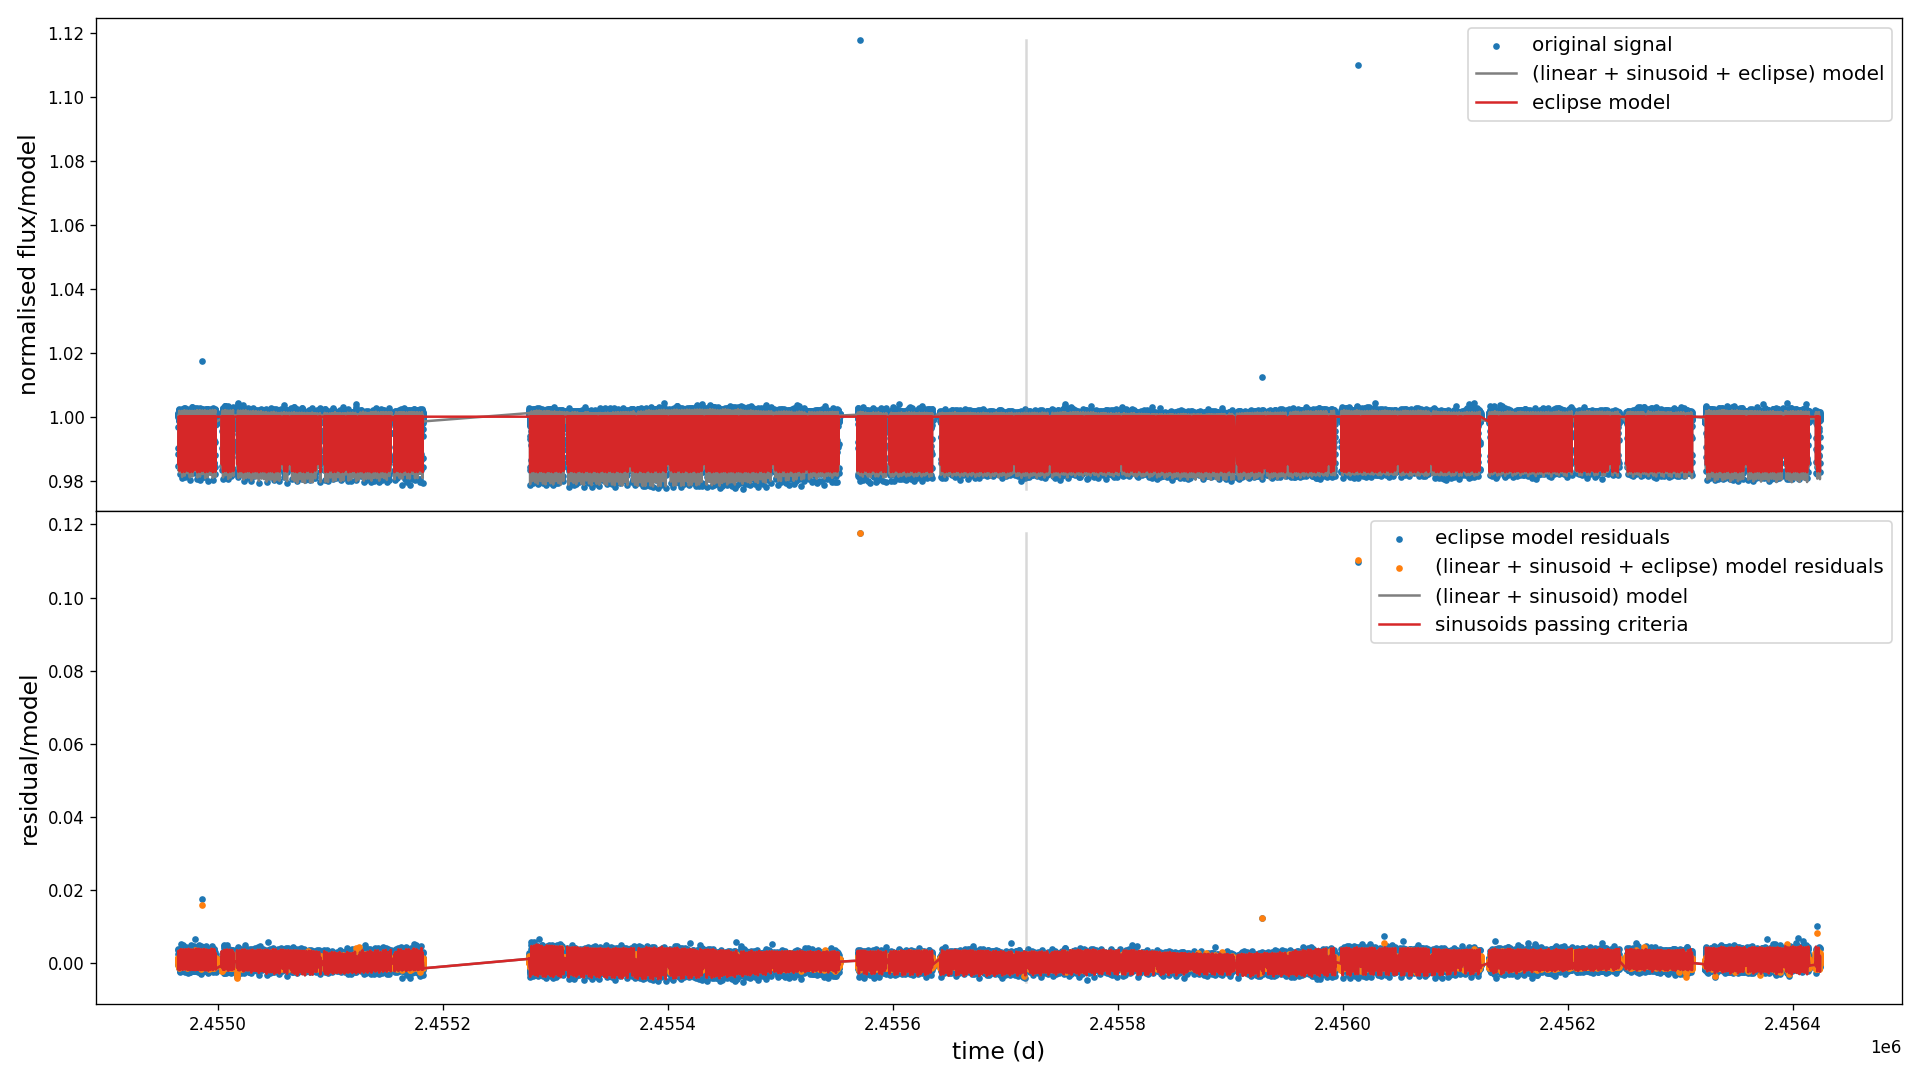 1.12
1.10
1.08
1.06
1.04
1.02
1.00
0.98
normalised flux/model
original signal
(linear + sinusoid + eclipse) model
eclipse model
0.12
0.10
0.08
0.06
0.04
0.02
0.00
residual/model
eclipse model residuals
(linear + sinusoid + eclipse) model residuals
(linear + sinusoid) model
sinusoids passing criteria
2.4550 2.4552 2.4554 2.4556 2.4558 2.4560 2.4562 2.4564
1e6
time (d)